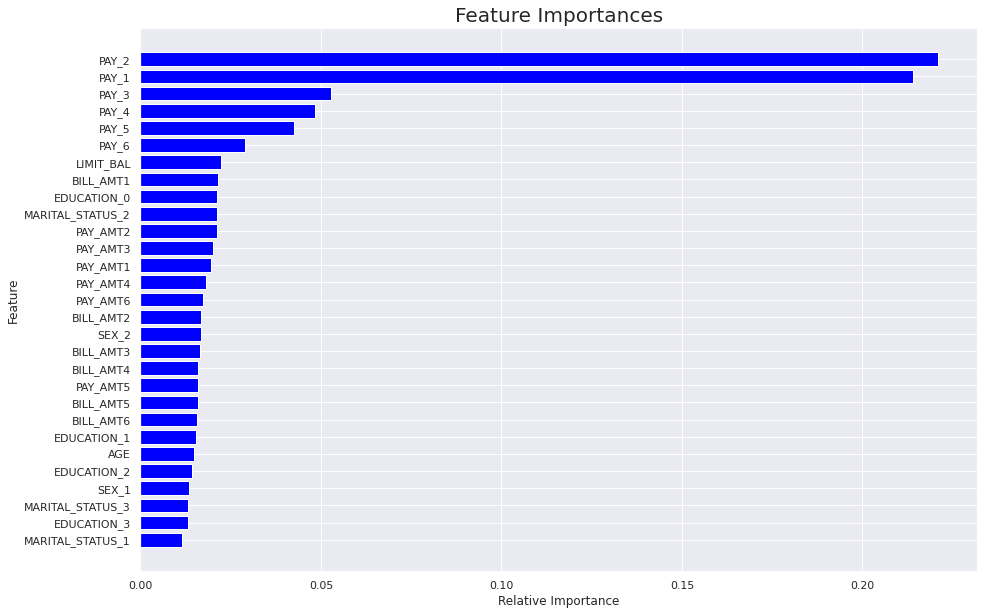 Feature Importances
Feature
PAY_2
PAY_1
PAY_3
PAY_4
PAY_5
PAY_6
LIMIT_BAL
BILL_AMT1
EDUCATION_0
MARITAL_STATUS_2
PAY_AMT2
PAY_AMT3
PAY_AMT1
PAY_AMT4
PAY_AMT6
BILL_AMT2
SEX_2
BILL_AMT3
BILL_AMT4
PAY_AMT5
BILL_AMT5
BILL_AMT6
EDUCATION_1
AGE
EDUCATION_2
SEX_1
MARITAL_STATUS_3
EDUCATION_3
MARITAL_STATUS_1
0.00 0.05 0.10 0.15 0.20
Relative Importance